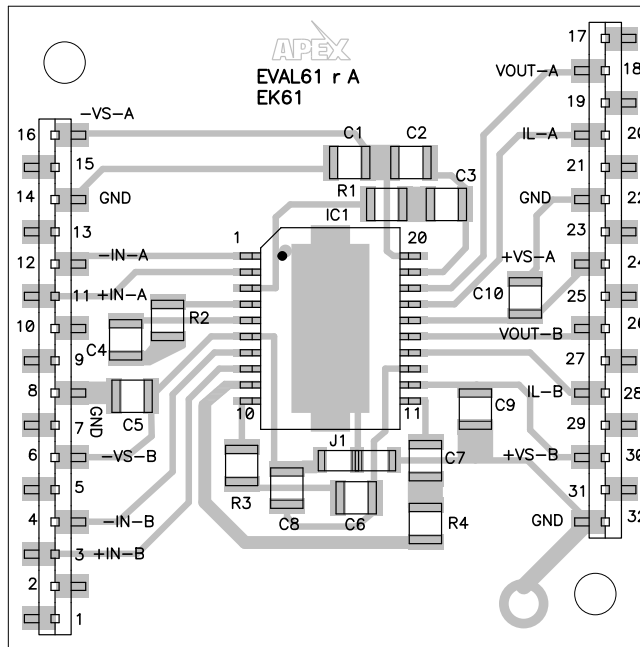 APEX
EVAL61 r A
EK61
17
VOUT-A
18
19
IL-A
20
21
GND
22
23
+VS-A
24
C10
25
VOUT-B
26
27
IL-B
28
C9
29
+VS-B
30
31
GND
32
-VS-A
16
15
14
GND
13
12
-IN-A
11
+IN-A
10
R2
C4
9
8
GND
C5
7
6
-VS-B
5
4
-IN-B
3
+IN-B
2
1
C1
C2
R1
C3
IC1
1
20
10
11
J1
C7
R3
C8
C6
R4